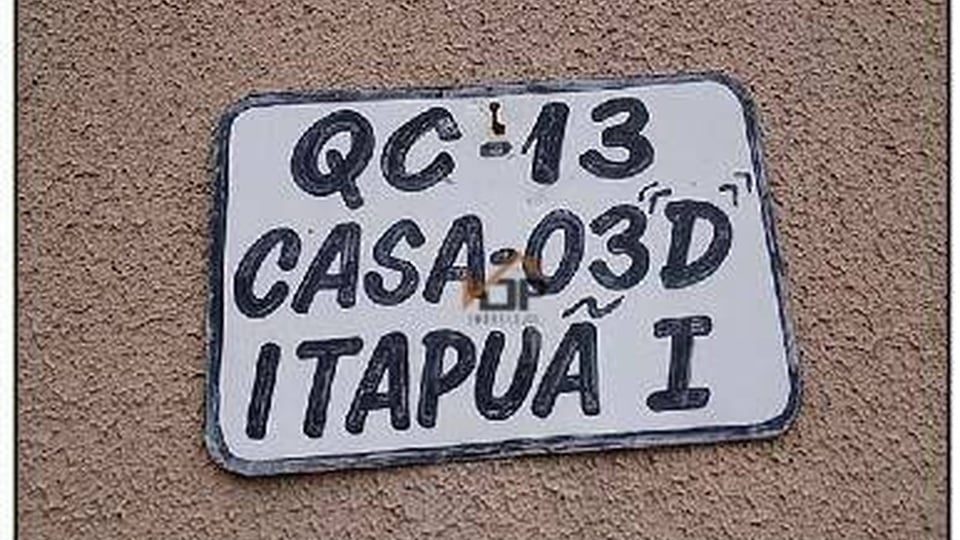 QC-13
CASA-03"D"
ITAPUÃ I